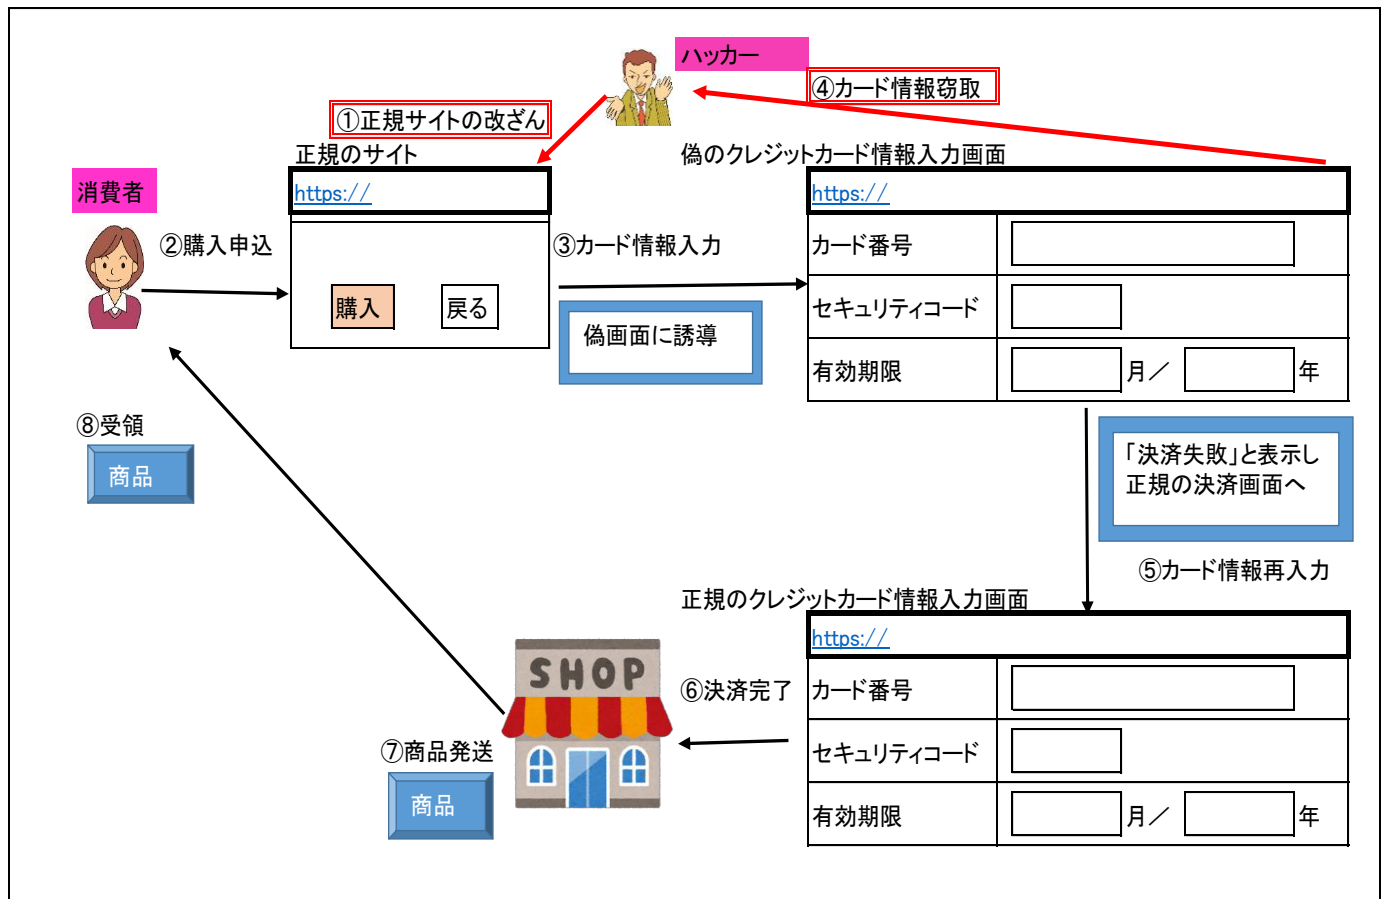 ハッカー
④カード情報窃取
①正規サイトの改ざん
正規のサイト
偽のクレジットカード情報入力画面
消費者
https://
https://
②購入申込
③カード情報入力
カード番号
購入
戻る
偽画面に誘導
セキュリティコード
有効期限
月／
年
⑧受領
商品
「決済失敗」と表示し
正規の決済画面へ
⑤カード情報再入力
正規のクレジットカード情報入力画面
https://
SHOP
⑥決済完了
カード番号
⑦商品発送
商品
セキュリティコード
有効期限
月／
年